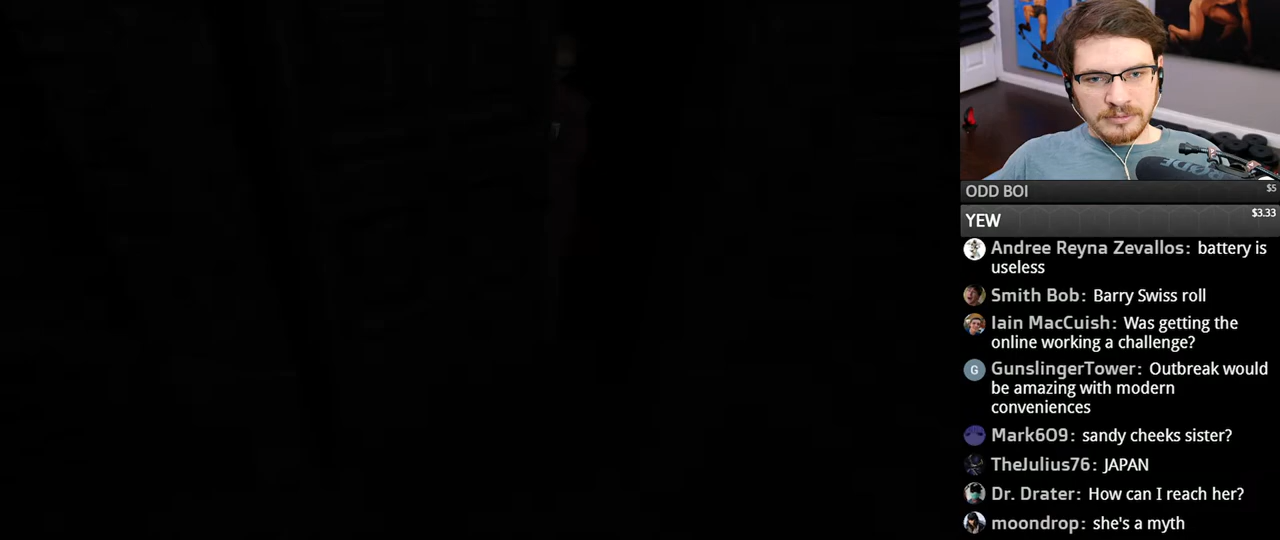 ODD BOI $5
YEW $3.33
Andree Reyna Zevallos: battery is
useless
Smith Bob: Barry Swiss roll
Iain MacCuish: Was getting the
online working a challenge?
G GunslingerTower: Outbreak would
be amazing with modern
conveniences
Mark6O9: sandy cheeks sister?
TheJulius76: JAPAN
Dr. Drater: How can I reach her?
moondrop: she's a myth